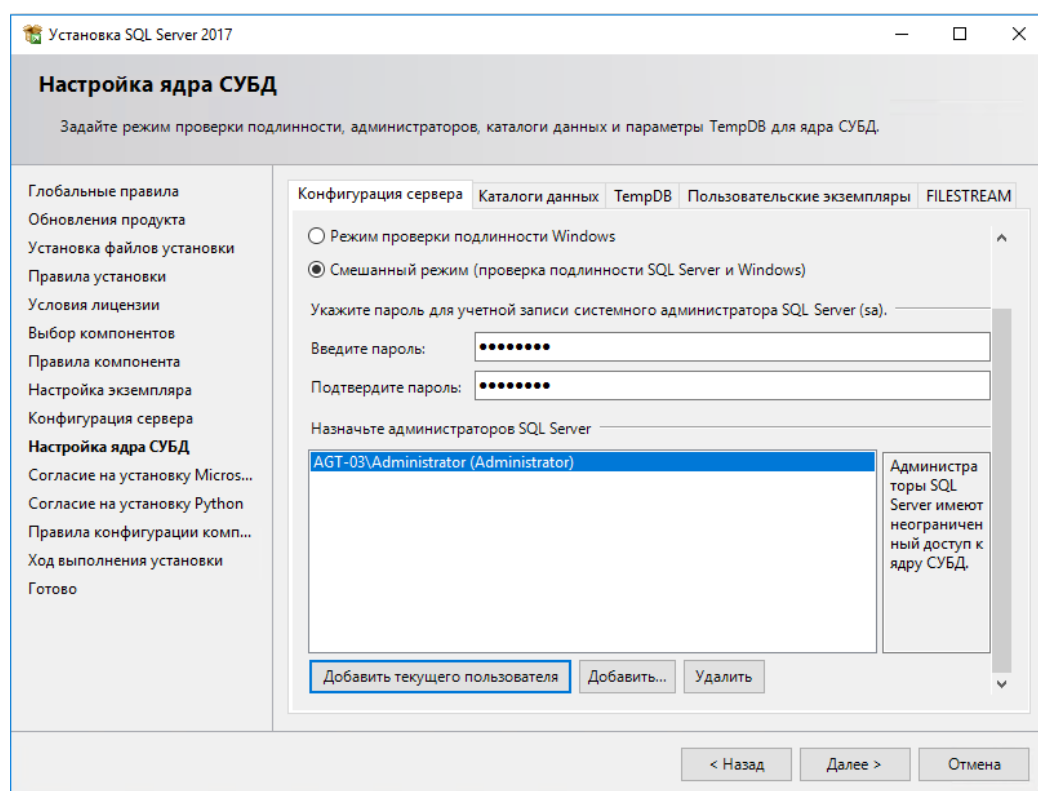 Установка SQL Server 2017
Настройка ядра СУБД
Задайте режим проверки подлинности, администраторов, каталоги данных и параметры TempDB для ядра СУБД.
Глобальные правила
Обновления продукта
Установка файлов установки
Правила установки
Условия лицензии
Выбор компонентов
Правила компонента
Настройка экземпляра
Конфигурация сервера
Настройка ядра СУБД
Согласие на установку Micros...
Согласие на установку Python
Правила конфигурации комп...
Ход выполнения установки
Готово
Конфигурация сервера Каталоги данных TempDB Пользовательские экземпляры FILESTREAM
Режим проверки подлинности Windows
Смешанный режим (проверка подлинности SQL Server и Windows)
Укажите пароль для учетной записи системного администратора SQL Server (sa).
Введите пароль: ●●●●●●●●
Подтвердите пароль: ●●●●●●●●
Назначьте администраторов SQL Server
AGT-03\Administrator (Administrator)
Администра
торы SQL
Server имеют
неограничен
ный доступ к
ядру СУБД.
Добавить текущего пользователя Добавить... Удалить
< Назад Далее > Отмена